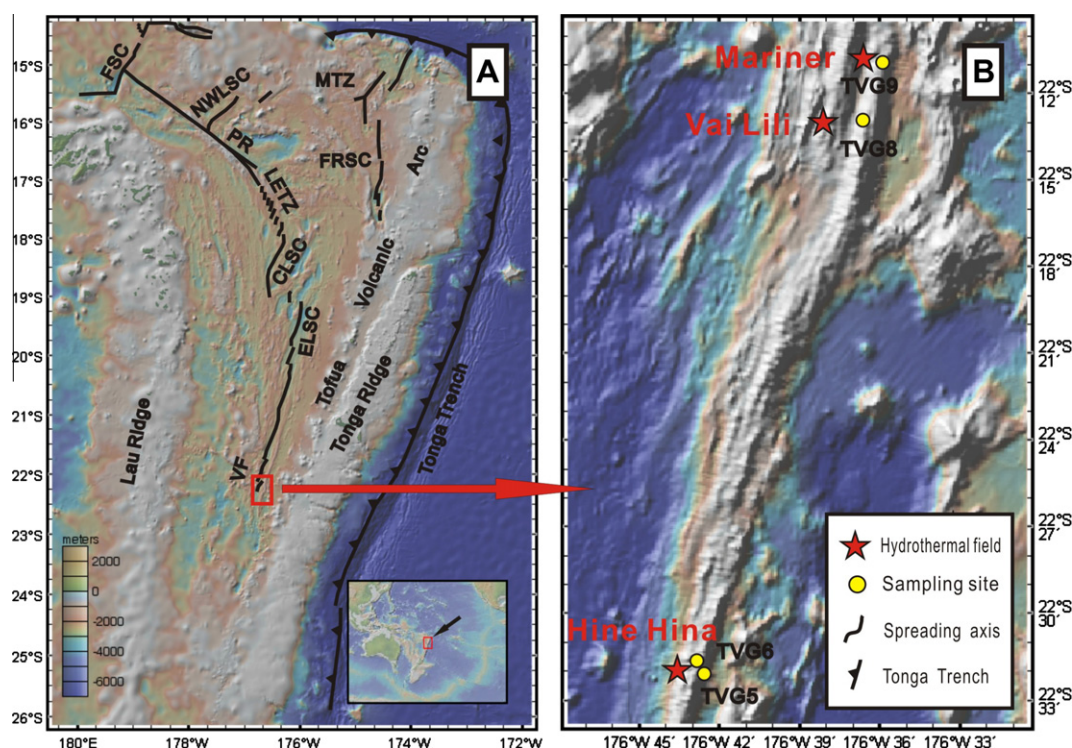 A
15°S
16°S
17°S
18°S
19°S
20°S
21°S
22°S
23°S
24°S
25°S
26°S
180°E
178°W
176°W
174°W
172°W
FSC
NWLSC
PR
LETZ
CLSC
ELSC
VF
MTZ
FRSC
Tofua Volcanic Arc
Lau Ridge
Tonga Ridge
Tonga Trench
meters
2000
0
-2000
-4000
-6000
B
Mariner
TVG9
Vai Lili
TVG8
Hine Hina
TVG6
TVG5
Hydrothermal field
Sampling site
Spreading axis
Tonga Trench
22°S
12'
22°S
15'
22°S
18'
22°S
21'
22°S
24'
22°S
27'
22°S
30'
22°S
33'
176°W 45'
176°W 42'
176°W 39'
176°W 36'
176°W 33'